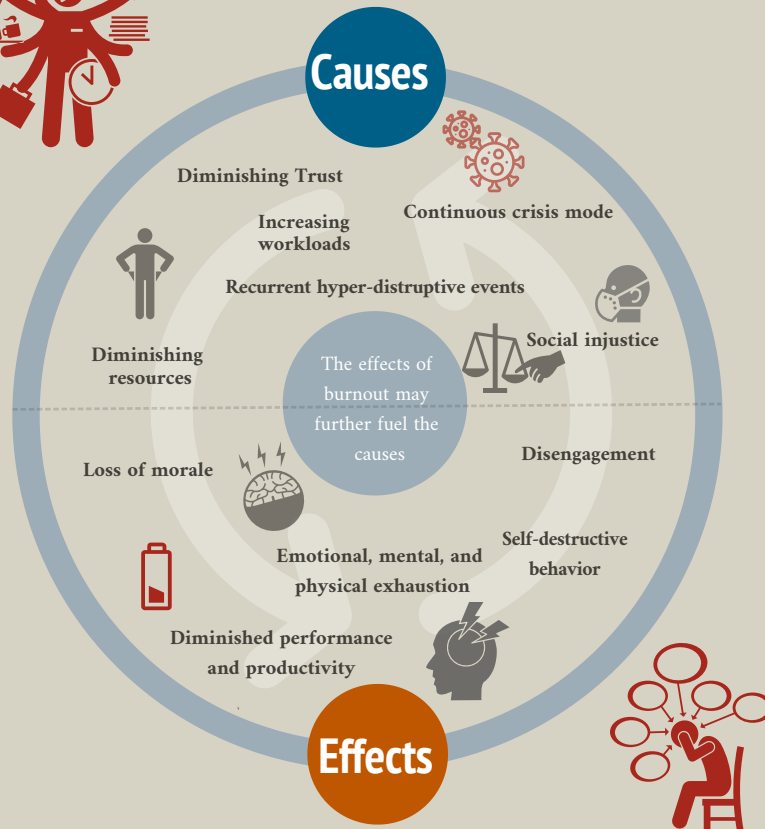 Causes
Diminishing Trust
Continuous crisis mode
Increasing
workloads
Recurrent hyper-distruptive events
Social injustice
Diminishing
resources
The effects of
burnout may
further fuel the
causes
Loss of morale
Disengagement
Self-destructive
behavior
Emotional, mental, and
physical exhaustion
Diminished performance
and productivity
Effects